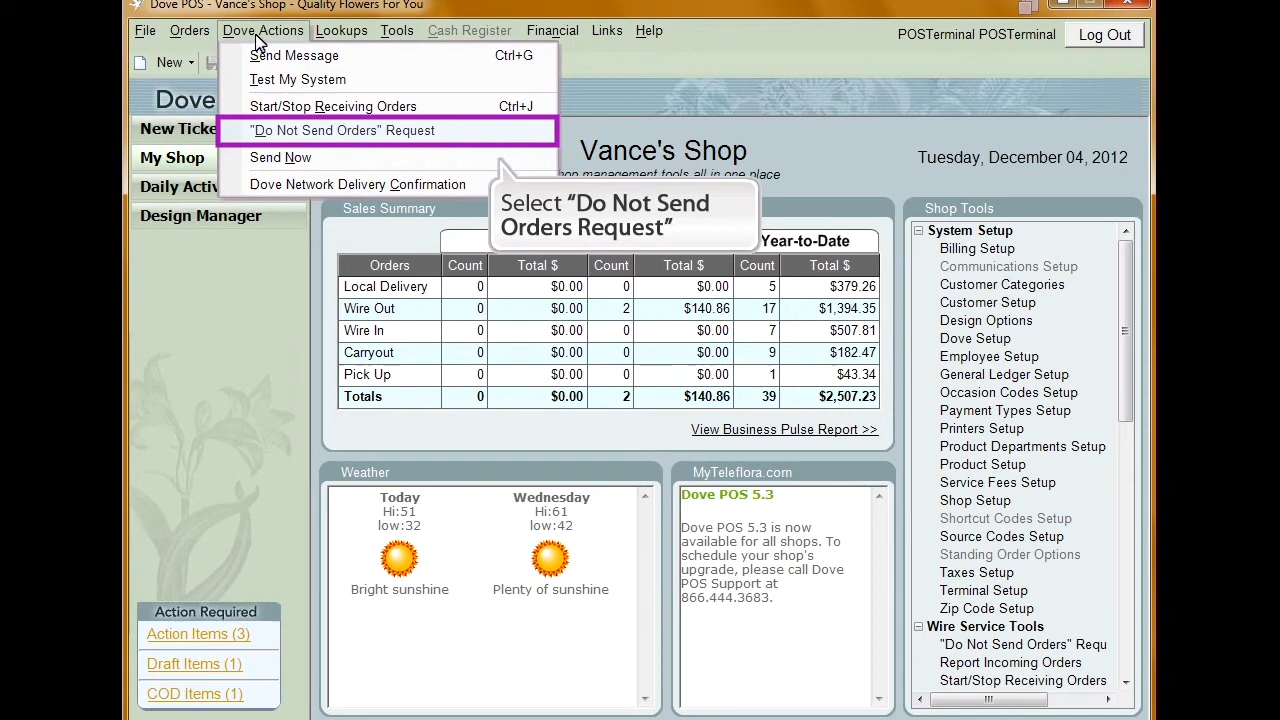 Dove POS - Vance's Shop - Quality Flowers For You
File Orders Dove Actions Lookups Tools Cash Register Financial Links Help
POSTerminal POSTerminal Log Out
New
Send Message Ctrl+G
Test My System
Start/Stop Receiving Orders Ctrl+J
"Do Not Send Orders" Request
Send Now
Dove Network Delivery Confirmation
Select “Do Not Send
Orders Request”
Dove
New Ticke
My Shop
Daily Activ
Design Manager
Vance's Shop
hop management tools all in one place
Tuesday, December 04, 2012
Sales Summary
Year-to-Date
Orders Count Total $ Count Total $ Count Total $
Local Delivery 0 $0.00 0 $0.00 5 $379.26
Wire Out 0 $0.00 2 $140.86 17 $1,394.35
Wire In 0 $0.00 0 $0.00 7 $507.81
Carryout 0 $0.00 0 $0.00 9 $182.47
Pick Up 0 $0.00 0 $0.00 1 $43.34
Totals 0 $0.00 2 $140.86 39 $2,507.23
View Business Pulse Report >>
Weather
Today
Hi:51
low:32
Bright sunshine
Wednesday
Hi:61
low:42
Plenty of sunshine
MyTeleflora.com
Dove POS 5.3
Dove POS 5.3 is now
available for all shops. To
schedule your shop's
upgrade, please call Dove
POS Support at
866.444.3683.
Shop Tools
System Setup
Billing Setup
Communications Setup
Customer Categories
Customer Setup
Design Options
Dove Setup
Employee Setup
General Ledger Setup
Occasion Codes Setup
Payment Types Setup
Printers Setup
Product Departments Setup
Product Setup
Service Fees Setup
Shop Setup
Shortcut Codes Setup
Source Codes Setup
Standing Order Options
Taxes Setup
Terminal Setup
Zip Code Setup
Wire Service Tools
"Do Not Send Orders" Requ
Report Incoming Orders
Start/Stop Receiving Orders
Action Required
Action Items (3)
Draft Items (1)
COD Items (1)